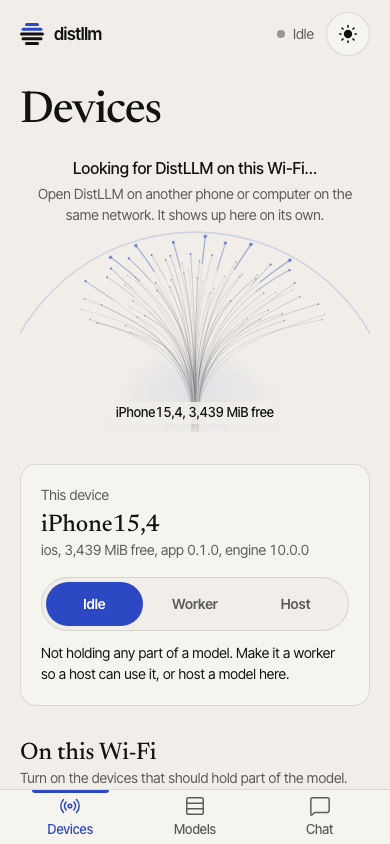 distllm
Idle
Devices
Looking for DistLLM on this Wi-Fi...
Open DistLLM on another phone or computer on the
same network. It shows up here on its own.
iPhone15,4, 3,439 MiB free
This device
iPhone15,4
ios, 3,439 MiB free, app 0.1.0, engine 10.0.0
Idle Worker Host
Not holding any part of a model. Make it a worker
so a host can use it, or host a model here.
On this Wi-Fi
Turn on the devices that should hold part of the model.
Devices Models Chat